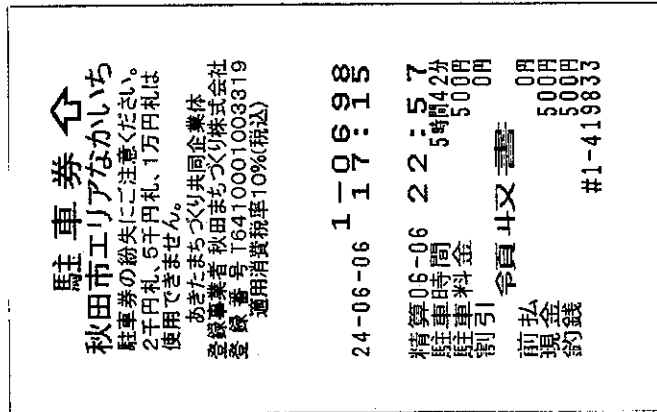 駐車券 ⇧
秋田市エリアなかいち
駐車券の紛失にご注意ください。
2千円札、5千円札、1万円札は
使用できません。
あきたまちづくり共同企業体
登録事業者 秋田まちづくり株式会社
登録番号 T6410001003319
適用消費税率10%(税込)
1-0698
24-06-06 17:15
精算06-06 22:57
駐車時間 5時間42分
駐車料金 500円
割引 0円
領収書
前払 0円
現金 500円
釣銭 500円
#1-419833